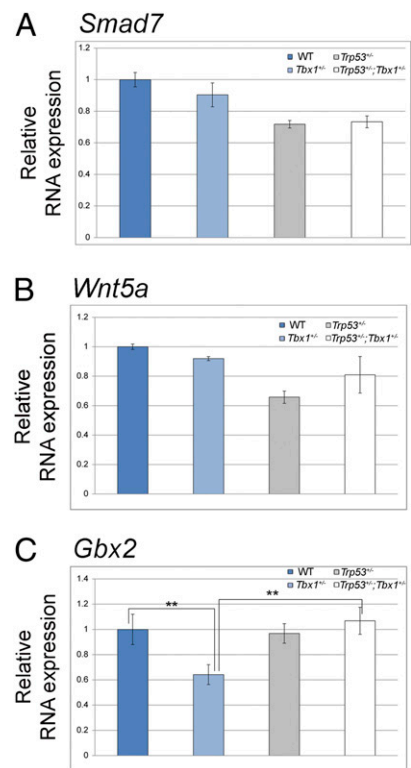 A Smad7
WT Trp53+/-
Tbx1+/- Trp53+/-;Tbx1+/-
Relative
RNA expression
1.2
1
0.8
0.6
0.4
0.2
0
B Wnt5a
WT Trp53+/-
Tbx1+/- Trp53+/-;Tbx1+/-
Relative
RNA expression
1.2
1
0.8
0.6
0.4
0.2
0
C Gbx2
WT Trp53+/-
Tbx1+/- Trp53+/-;Tbx1+/-
** **
Relative
RNA expression
1.4
1.2
1
0.8
0.6
0.4
0.2
0